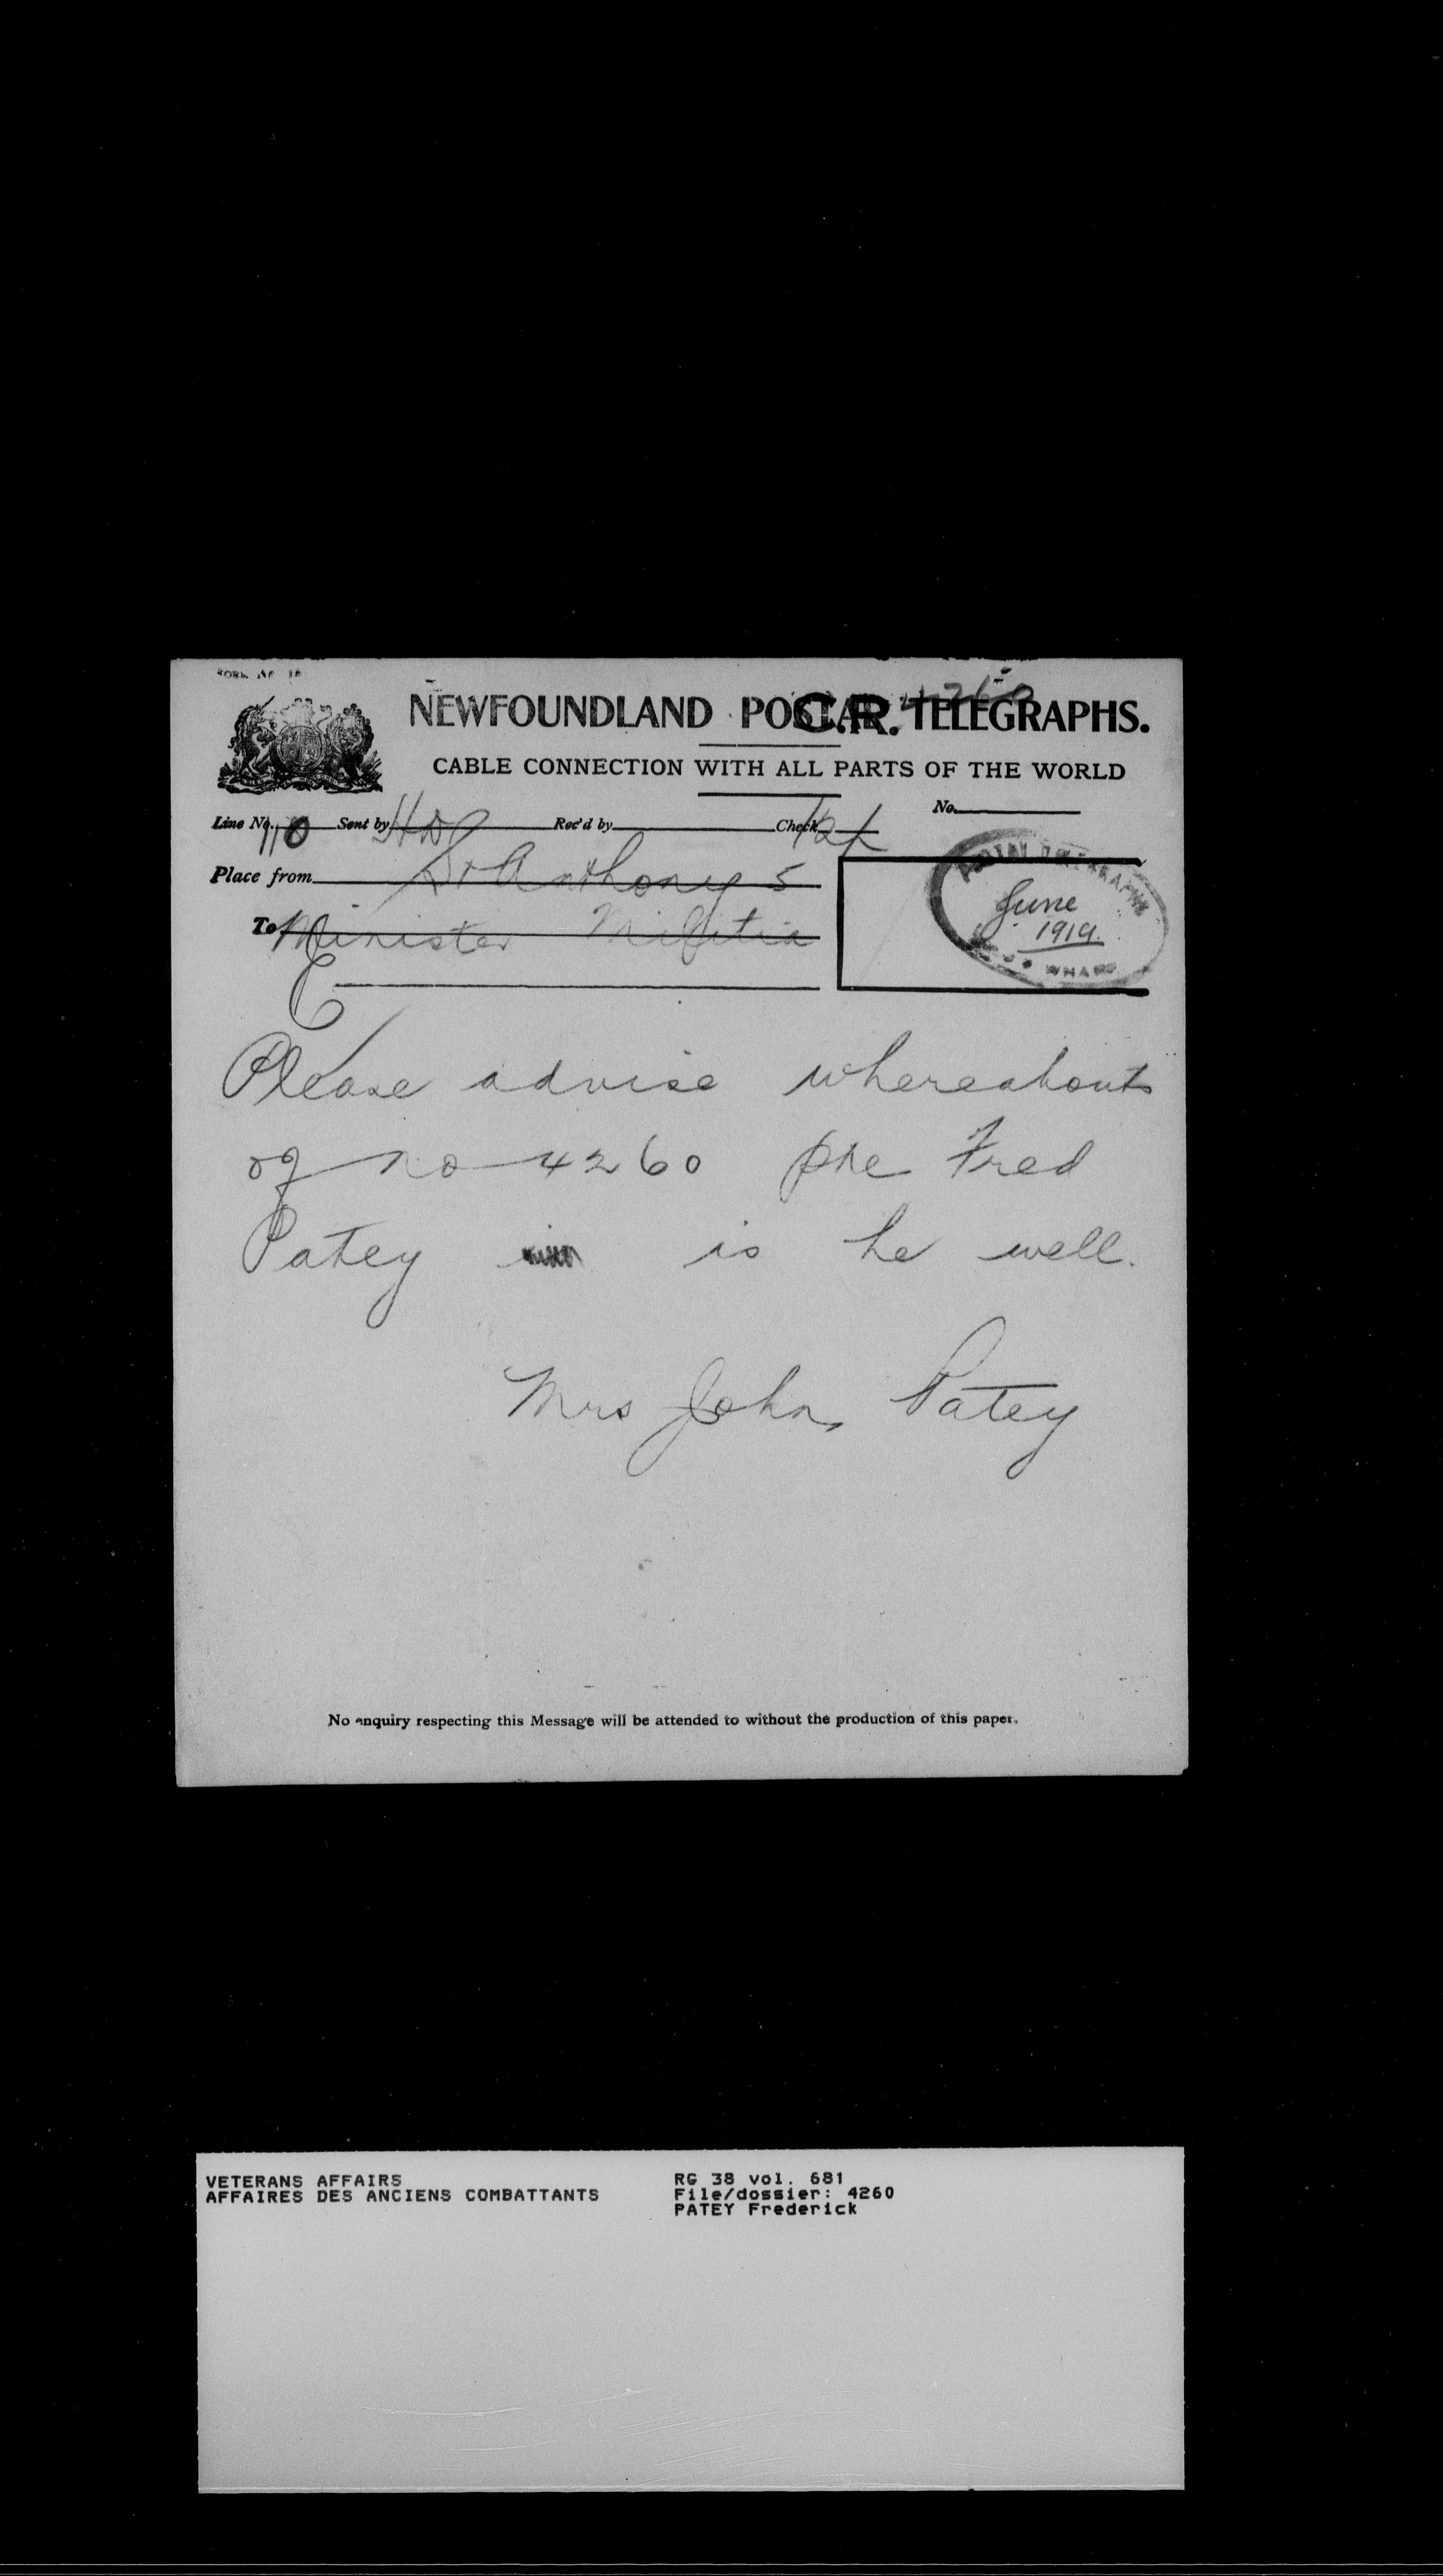 NEWFOUNDLAND POSTAL TELEGRAPHS.
C.R. 4260
CABLE CONNECTION WITH ALL PARTS OF THE WORLD
Line No. 110 Sent by Rec'd by Check No.
Place from St Anthony 5
To Minister Militia
June
1919.
WHARF
Please advise whereabouts
of no 4260 pte Fred
Patey is he well.
Mrs John Patey
No enquiry respecting this Message will be attended to without the production of this paper.
VETERANS AFFAIRS
AFFAIRES DES ANCIENS COMBATTANTS
RG 38 vol. 681
File/dossier: 4260
PATEY Frederick